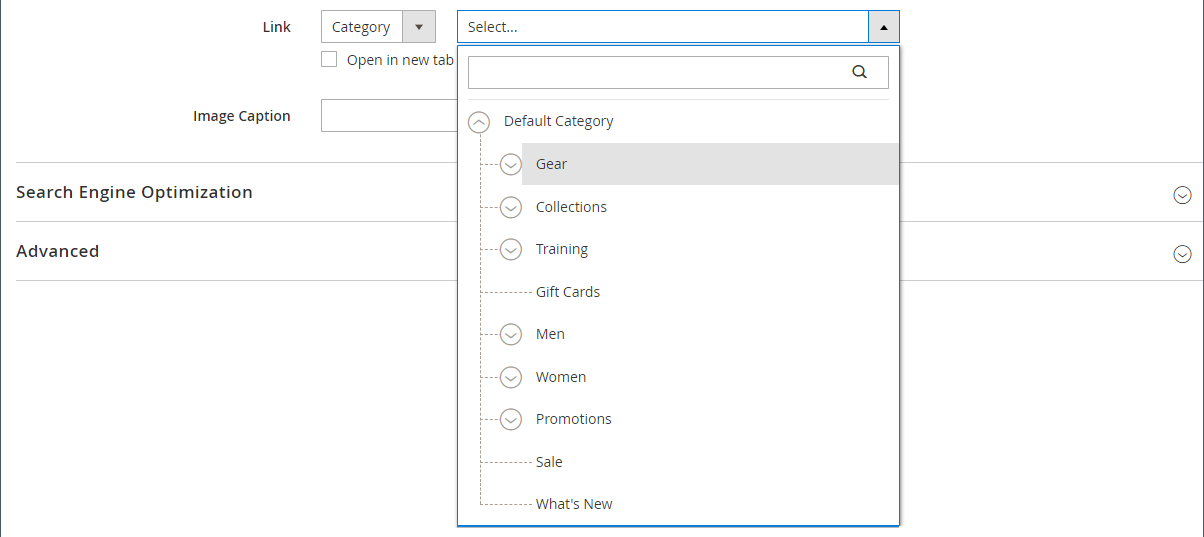 Link Category Select...
Open in new tab
Image Caption
Default Category
Gear
Search Engine Optimization
Collections
Training
Advanced
Gift Cards
Men
Women
Promotions
Sale
What's New